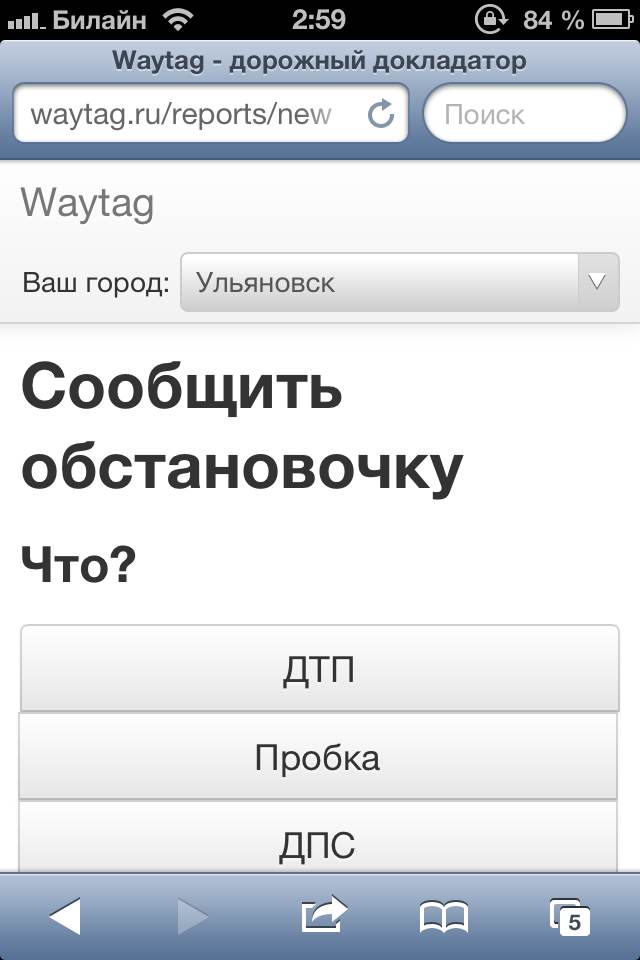 Билайн 2:59 84 %
Waytag - дорожный докладатор
waytag.ru/reports/new Поиск
Waytag
Ваш город: Ульяновск
Сообщить
обстановочку
Что?
ДТП
Пробка
ДПС
5